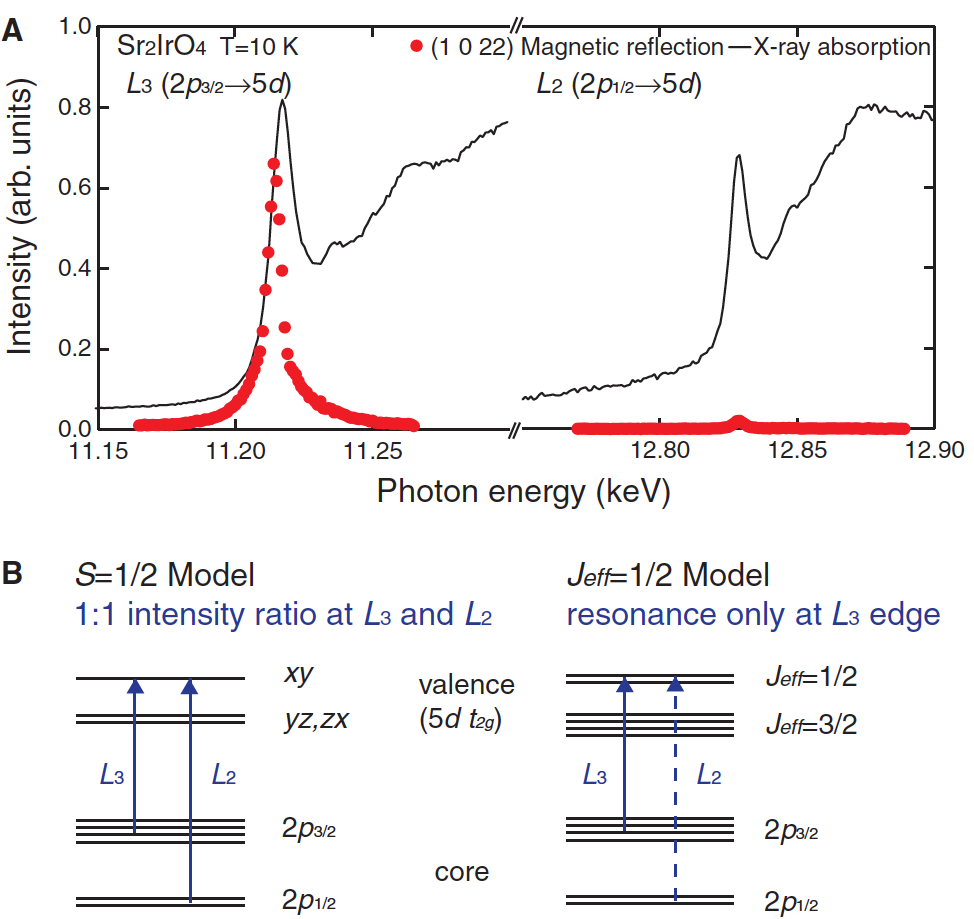 A
Sr2IrO4 T=10 K
(1 0 22) Magnetic reflection
X-ray absorption
L3 (2p3/2→5d)
L2 (2p1/2→5d)
Intensity (arb. units)
1.0
0.8
0.6
0.4
0.2
0.0
11.15
11.20
11.25
12.80
12.85
12.90
Photon energy (keV)
B
S=1/2 Model
1:1 intensity ratio at L3 and L2
Jeff=1/2 Model
resonance only at L3 edge
xy
yz,zx
valence
(5d t2g)
Jeff=1/2
Jeff=3/2
L3
L2
L3
L2
2p3/2
2p3/2
core
2p1/2
2p1/2